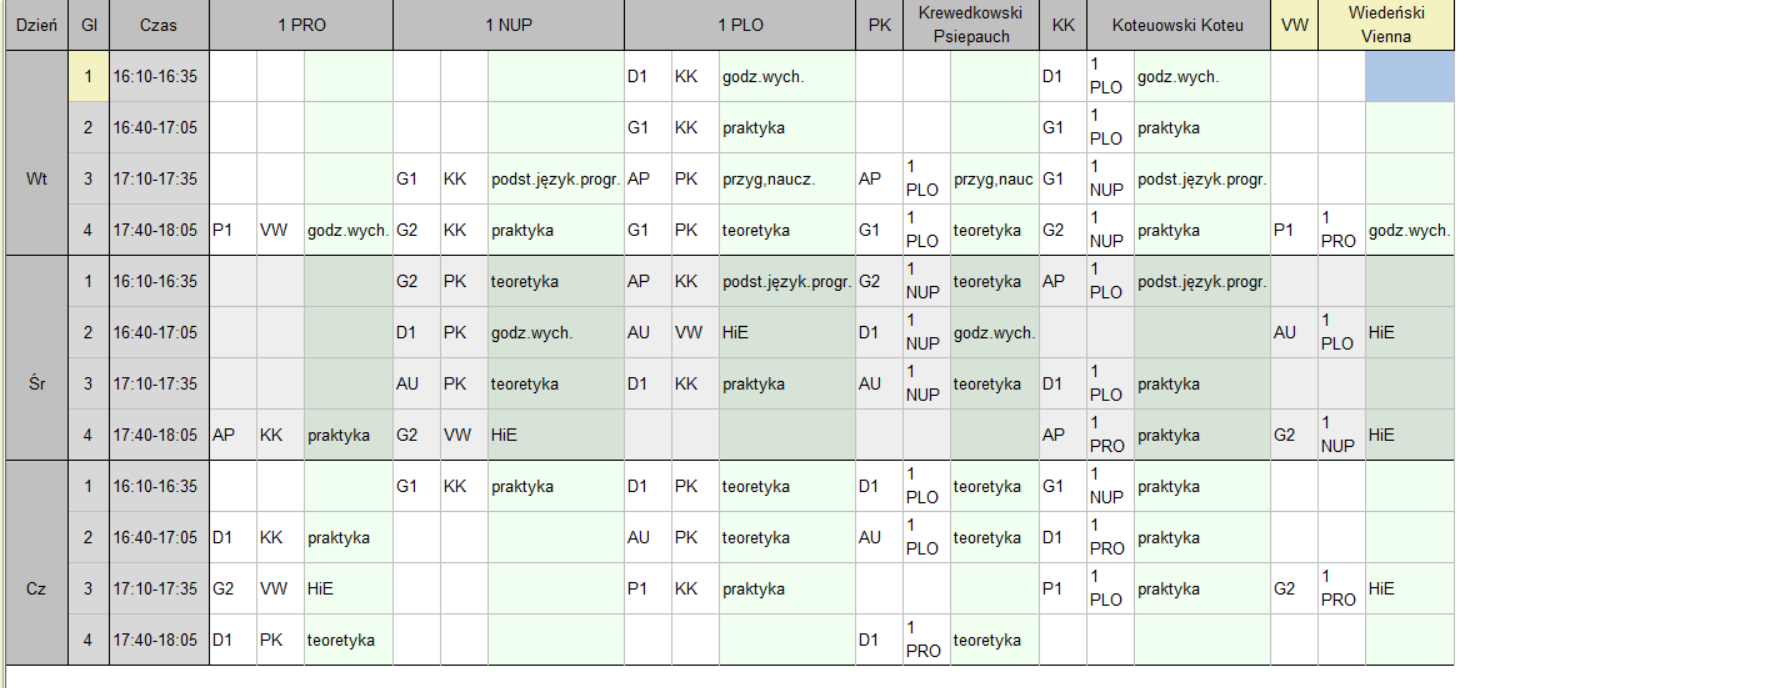 Dzień Gl Czas 1 PRO 1 NUP 1 PLO PK Krewedkowski Psiepauch KK Koteuowski Koteu VW Wiedeński Vienna
Wt
1 16:10-16:35 D1 KK godz.wych. D1 1 PLO godz.wych.
2 16:40-17:05 G1 KK praktyka G1 1 PLO praktyka
3 17:10-17:35 G1 KK podst.język.progr. AP PK przyg,naucz. AP 1 PLO przyg,nauc G1 1 NUP podst.język.progr.
4 17:40-18:05 P1 VW godz.wych. G2 KK praktyka G1 PK teoretyka G1 1 PLO teoretyka G2 1 NUP praktyka P1 1 PRO godz.wych.
Śr
1 16:10-16:35 G2 PK teoretyka AP KK podst.język.progr. G2 1 NUP teoretyka AP 1 PLO podst.język.progr.
2 16:40-17:05 D1 PK godz.wych. AU VW HiE D1 1 NUP godz.wych. AU 1 PLO HiE
3 17:10-17:35 AU PK teoretyka D1 KK praktyka AU 1 NUP teoretyka D1 1 PLO praktyka
4 17:40-18:05 AP KK praktyka G2 VW HiE AP 1 PRO praktyka G2 1 NUP HiE
Cz
1 16:10-16:35 G1 KK praktyka D1 PK teoretyka D1 1 PLO teoretyka G1 1 NUP praktyka
2 16:40-17:05 D1 KK praktyka AU PK teoretyka AU 1 PLO teoretyka D1 1 PRO praktyka
3 17:10-17:35 G2 VW HiE P1 KK praktyka P1 1 PLO praktyka G2 1 PRO HiE
4 17:40-18:05 D1 PK teoretyka D1 1 PRO teoretyka